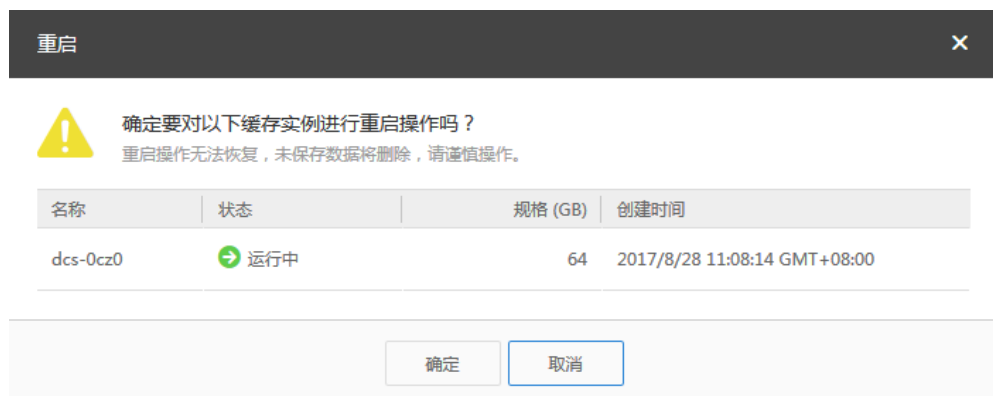 重启
确定要对以下缓存实例进行重启操作吗？
重启操作无法恢复，未保存数据将删除，请谨慎操作。
名称 状态 规格 (GB) 创建时间
dcs-0cz0 运行中 64 2017/8/28 11:08:14 GMT+08:00
确定 取消